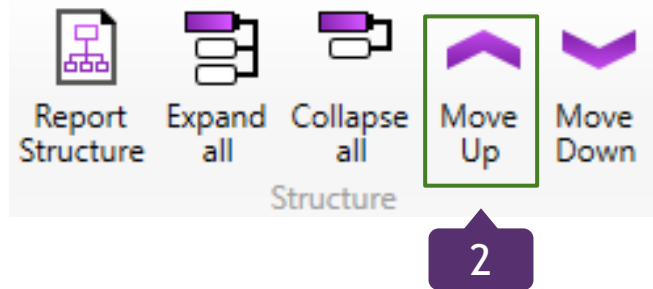 Report Expand Collapse Move Move
Structure all all Up Down
Structure
2